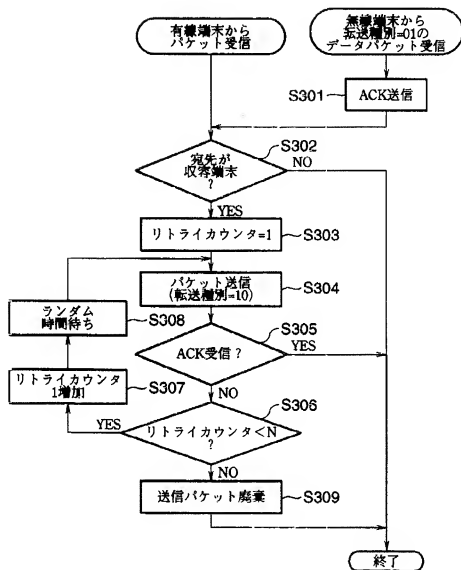 有線端末から
パケット受信
無線端末から
転送種別=01の
データパケット受信
S301
ACK送信
S302
宛先が
収容端末
?
NO
YES
リトライカウンタ=1
S303
パケット送信
(転送種別=10)
S304
ランダム
時間待ち
S308
S305
ACK受信?
YES
NO
リトライカウンタ
1増加
S307
S306
YES
リトライカウンタ<N
?
NO
送信パケット廃棄
S309
終了